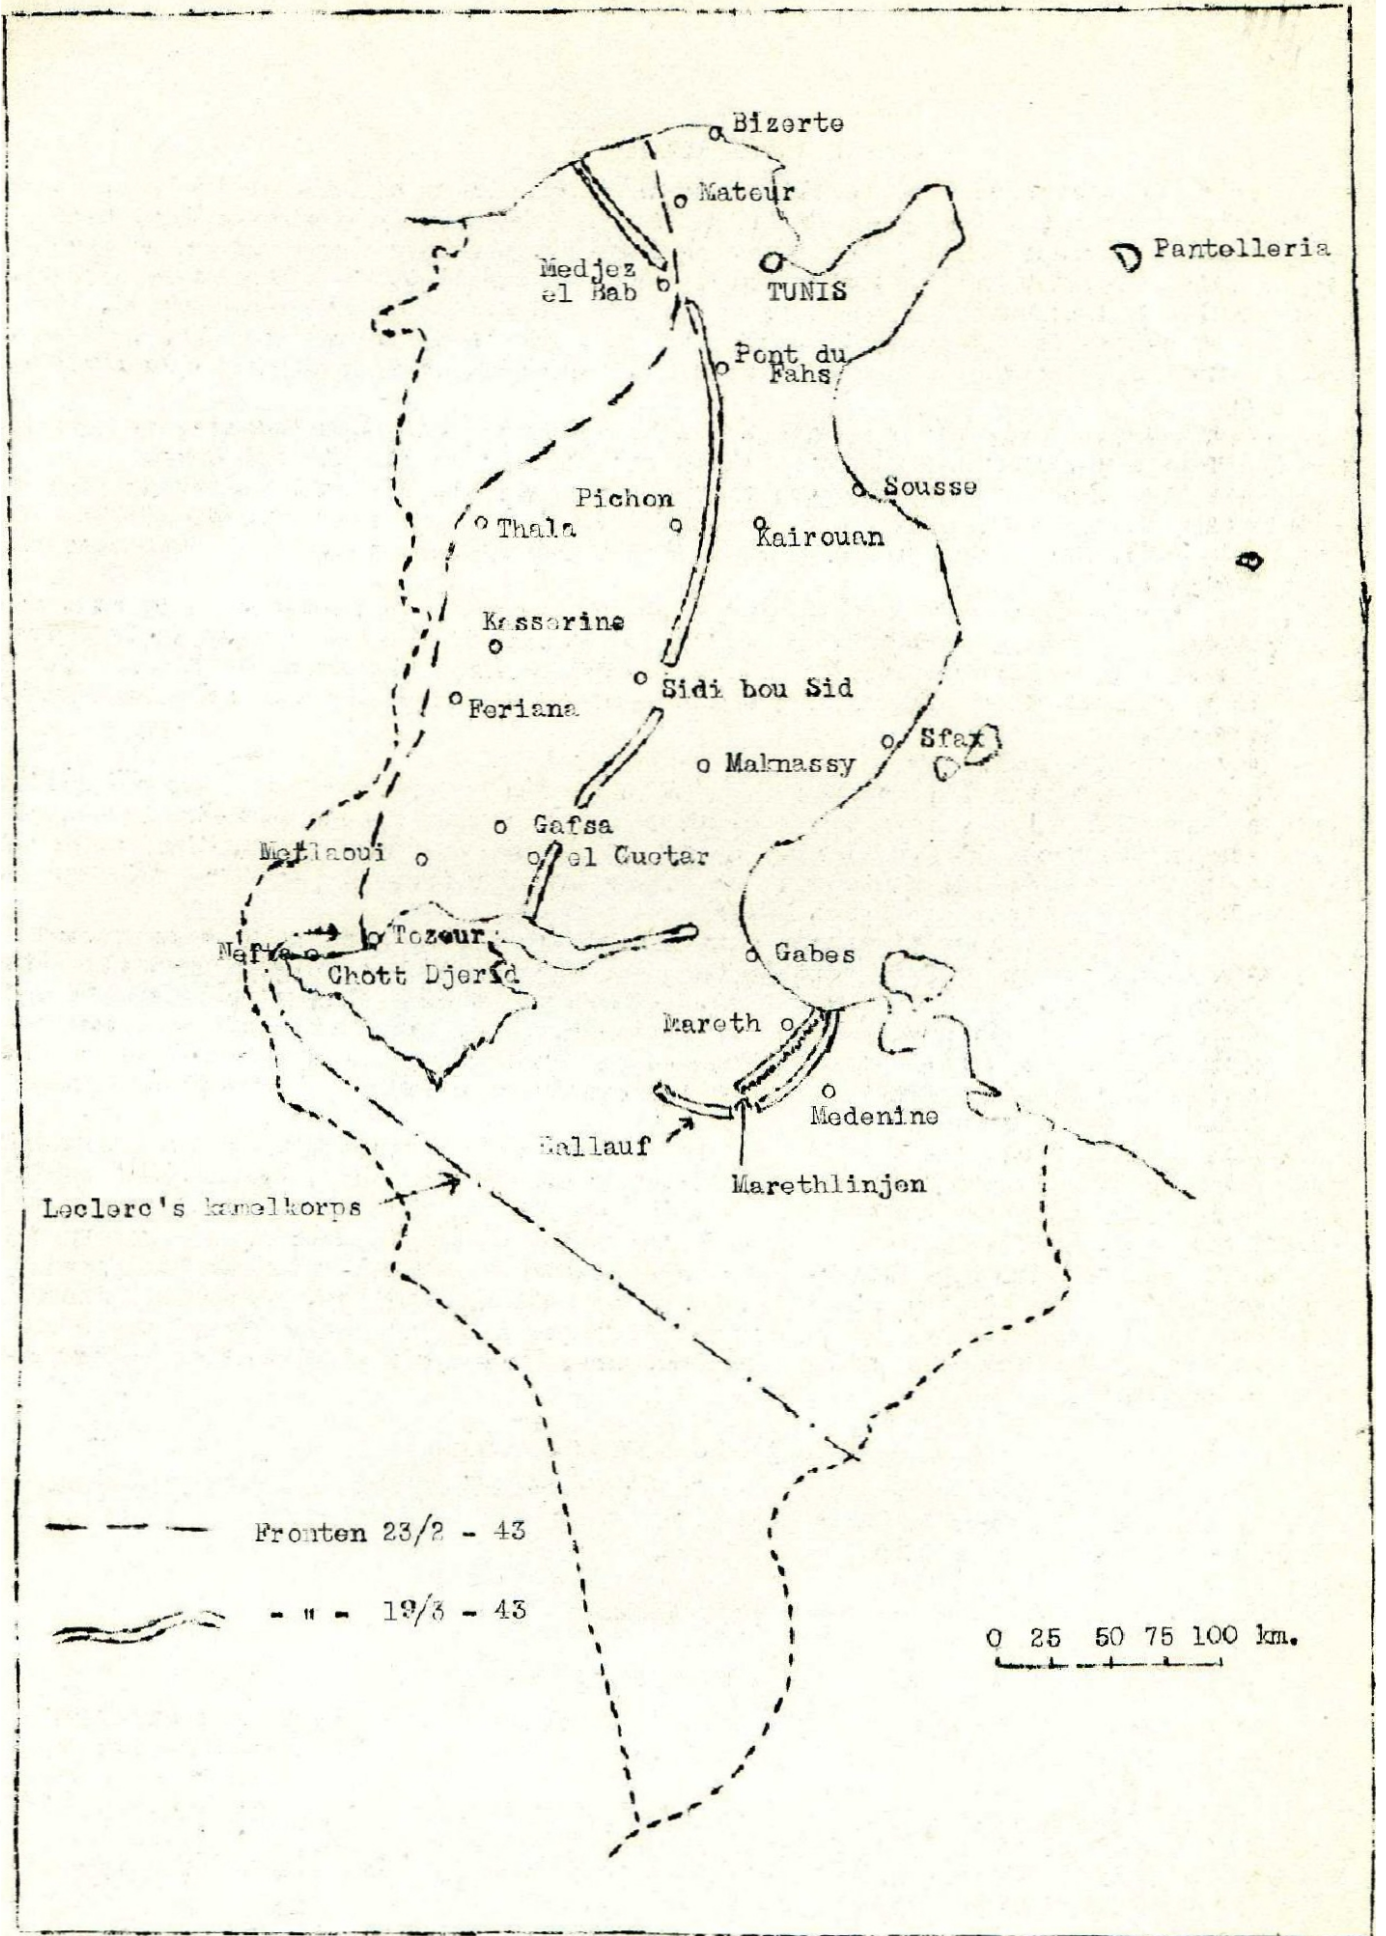 Bizerte
Mateur
Pantelleria
Medjez
el Bab
TUNIS
Pont du
Fahs
Sousse
Pichon
Thala
Kairouan
Kasserine
Sidi bou Sid
Feriana
Sfax
Maknassy
Gafsa
Metlaoui
el Guetar
Nefta
Tozeur
Gabes
Chott Djerid
Mareth
Medenine
Hallauf
Marethlinjen
Leclerc's kamelkorps
Fronten 23/2 - 43
- " - 19/3 - 43
0 25 50 75 100 km.